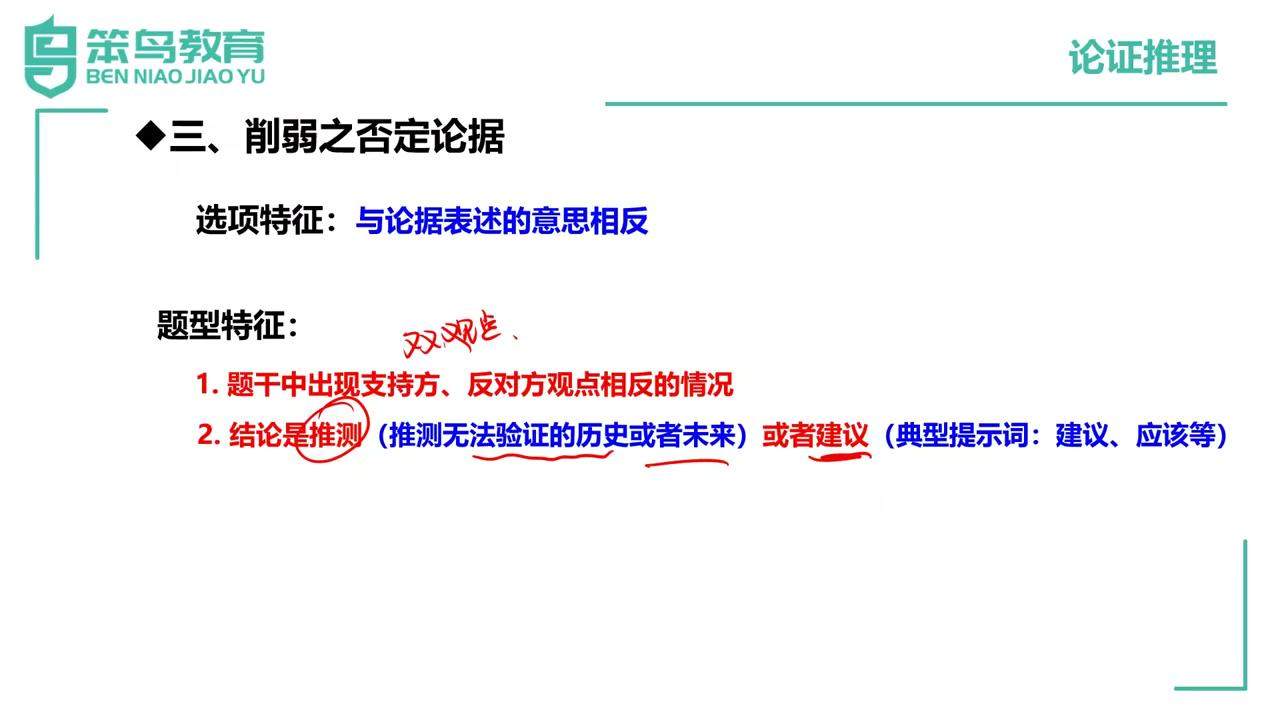 笨鸟教育
BEN NIAO JIAO YU
论证推理
◆三、削弱之否定论据
选项特征：与论据表述的意思相反
题型特征：
双观点、
1. 题干中出现支持方、反对方观点相反的情况
2. 结论是推测（推测无法验证的历史或者未来）或者建议（典型提示词：建议、应该等）